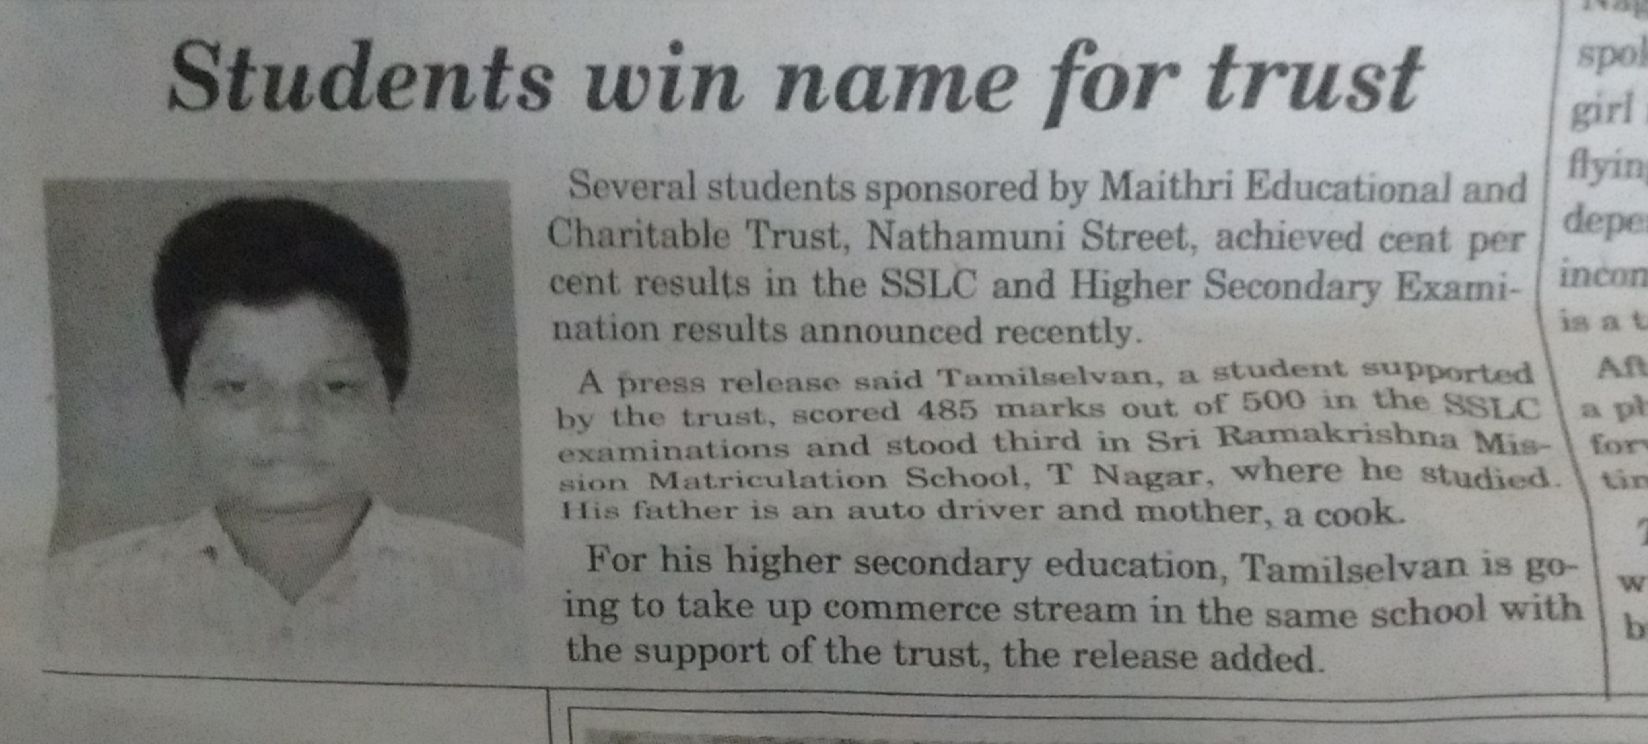 Students win name for trust
Several students sponsored by Maithri Educational and
Charitable Trust, Nathamuni Street, achieved cent per
cent results in the SSLC and Higher Secondary Exami-
nation results announced recently.
A press release said Tamilselvan, a student supported
by the trust, scored 485 marks out of 500 in the SSLC
examinations and stood third in Sri Ramakrishna Mis-
sion Matriculation School, T Nagar, where he studied.
His father is an auto driver and mother, a cook.
For his higher secondary education, Tamilselvan is go-
ing to take up commerce stream in the same school with
the support of the trust, the release added.
girl
is a
a